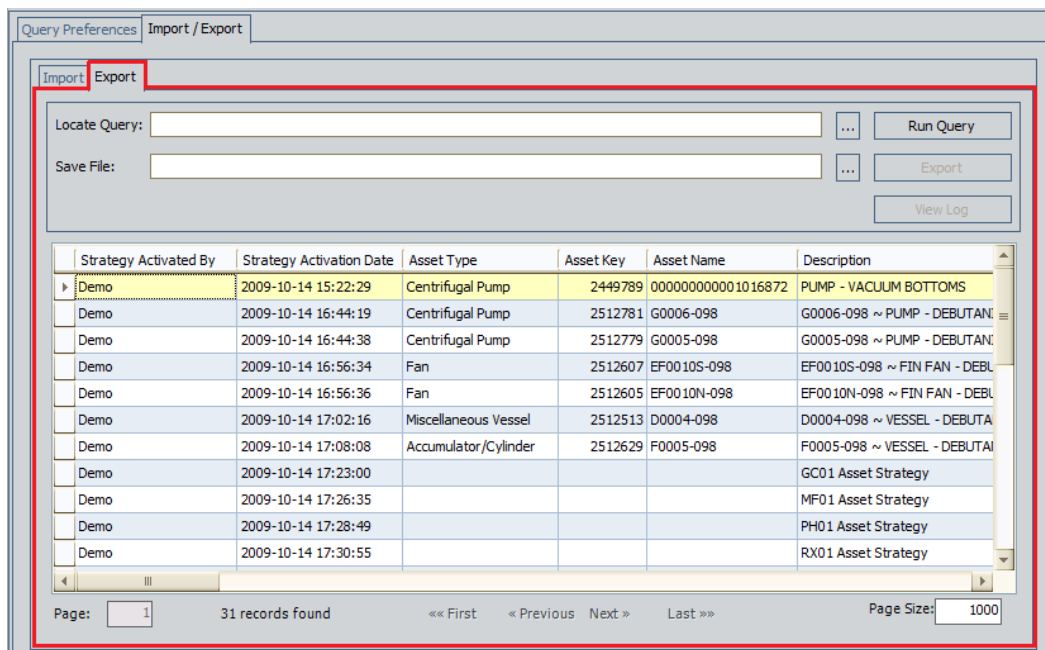 Query Preferences Import / Export
Import Export
Locate Query: ... Run Query
Save File: ... Export
View Log
Strategy Activated By Strategy Activation Date Asset Type Asset Key Asset Name Description
Demo 2009-10-14 15:22:29 Centrifugal Pump 2449789 000000000001016872 PUMP - VACUUM BOTTOMS
Demo 2009-10-14 16:44:19 Centrifugal Pump 2512781 G0006-098 G0006-098 ~ PUMP - DEBUTANI
Demo 2009-10-14 16:44:38 Centrifugal Pump 2512779 G0005-098 G0005-098 ~ PUMP - DEBUTANI
Demo 2009-10-14 16:56:34 Fan 2512607 EF0010S-098 EF0010S-098 ~ FIN FAN - DEBU
Demo 2009-10-14 16:56:36 Fan 2512605 EF0010N-098 EF0010N-098 ~ FIN FAN - DEBU
Demo 2009-10-14 17:02:16 Miscellaneous Vessel 2512513 D0004-098 D0004-098 ~ VESSEL - DEBUTAI
Demo 2009-10-14 17:08:08 Accumulator/Cylinder 2512629 F0005-098 F0005-098 ~ VESSEL - DEBUTAI
Demo 2009-10-14 17:23:00 GC01 Asset Strategy
Demo 2009-10-14 17:26:35 MF01 Asset Strategy
Demo 2009-10-14 17:28:49 PH01 Asset Strategy
Demo 2009-10-14 17:30:55 RX01 Asset Strategy
Page: 1 31 records found «« First « Previous Next » Last »» Page Size: 1000